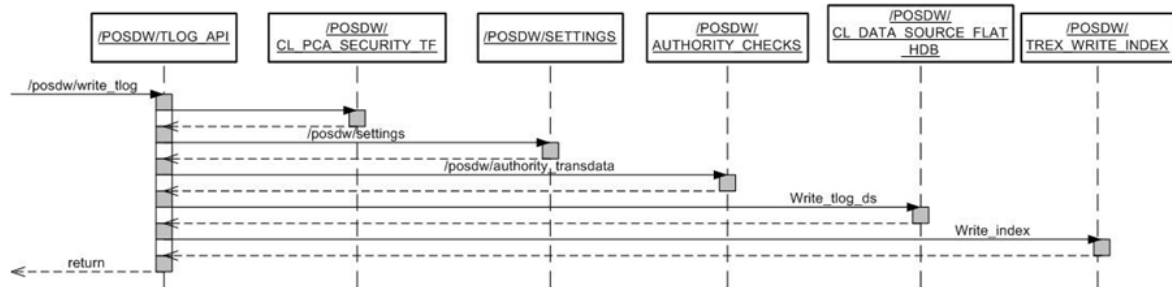 /POSDW/TLOG_API
/POSDW/
CL_PCA_SECURITY_TF
/POSDW/SETTINGS
/POSDW/
AUTHORITY_CHECKS
/POSDW/
CL_DATA_SOURCE_FLAT
_HDB
/POSDW/
TREX_WRITE_INDEX
/posdw/write_tlog
/posdw/settings
/posdw/authority_transdata
Write_tlog_ds
Write_index
return